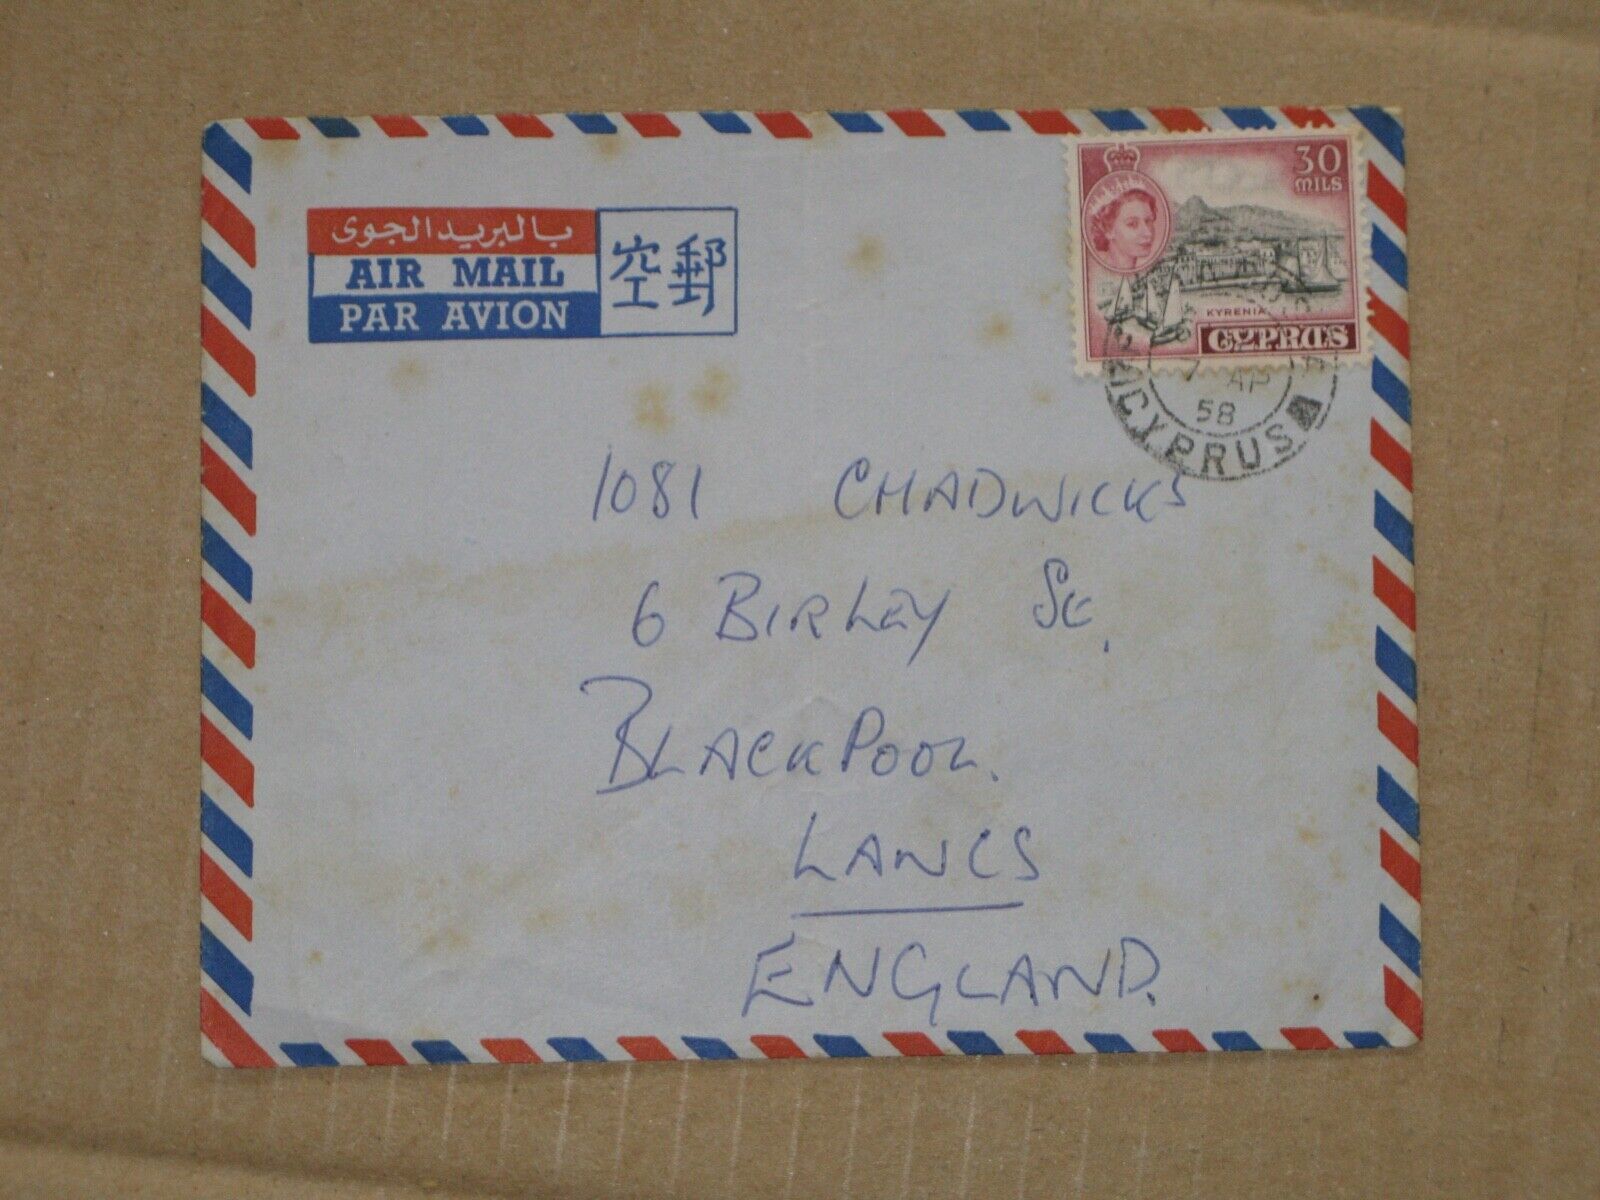 بالبريد الجوى
AIR MAIL
PAR AVION
空郵
30
MILS
KYRENIA
CYPRUS
AP
58
CYPRUS
1081 CHADWICKS
6 BIRLEY St.
BLACKPOOL.
LANCS
ENGLAND.